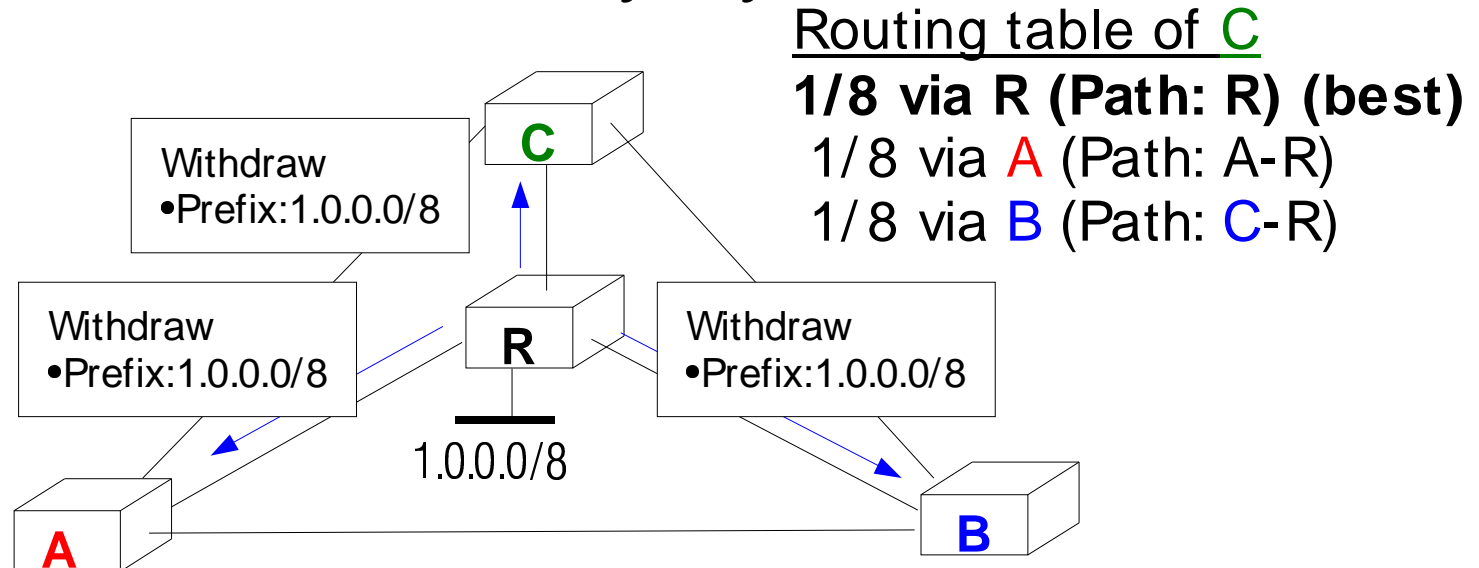 Routing table of C
1/8 via R (Path: R) (best)
1/8 via A (Path: A-R)
1/8 via B (Path: C-R)
C
Withdraw
•Prefix:1.0.0.0/8
Withdraw
•Prefix:1.0.0.0/8
R
Withdraw
•Prefix:1.0.0.0/8
1.0.0.0/8
A
B